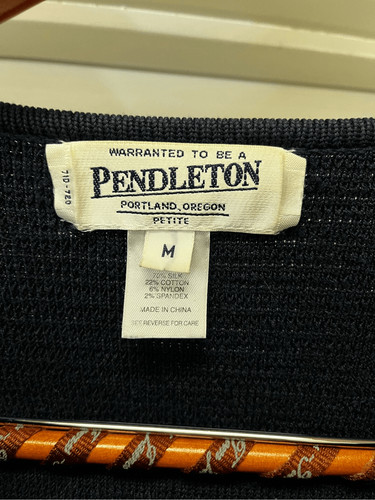 WARRANTED TO BE A
PENDLETON
PORTLAND, OREGON
PETITE
M
70% SILK
22% COTTON
6% NYLON
2% SPANDEX
MADE IN CHINA
SEE REVERSE FOR CARE